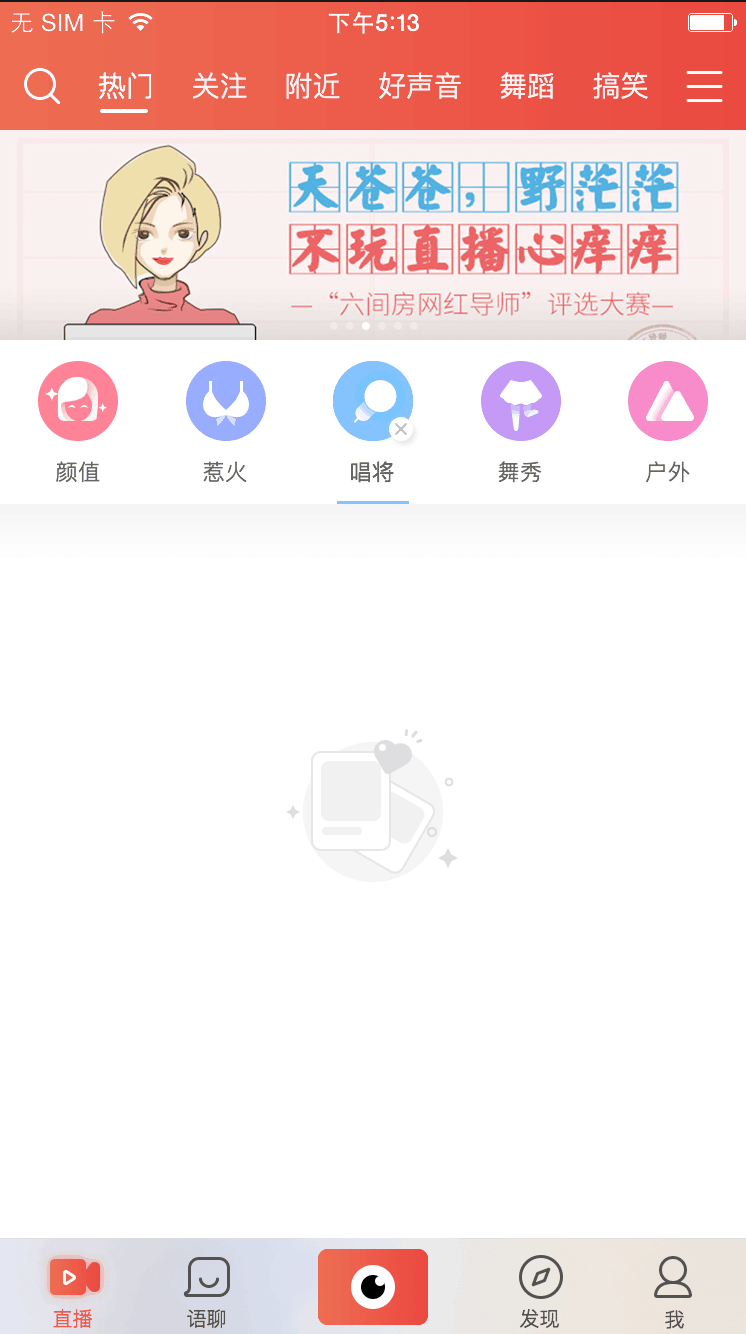 无 SIM 卡 下午5:13
热门 关注 附近 好声音 舞蹈 搞笑
天苍苍，野茫茫
不玩直播心痒痒
—“六间房网红导师”评选大赛—
颜值 惹火 唱将 舞秀 户外
直播 语聊 发现 我